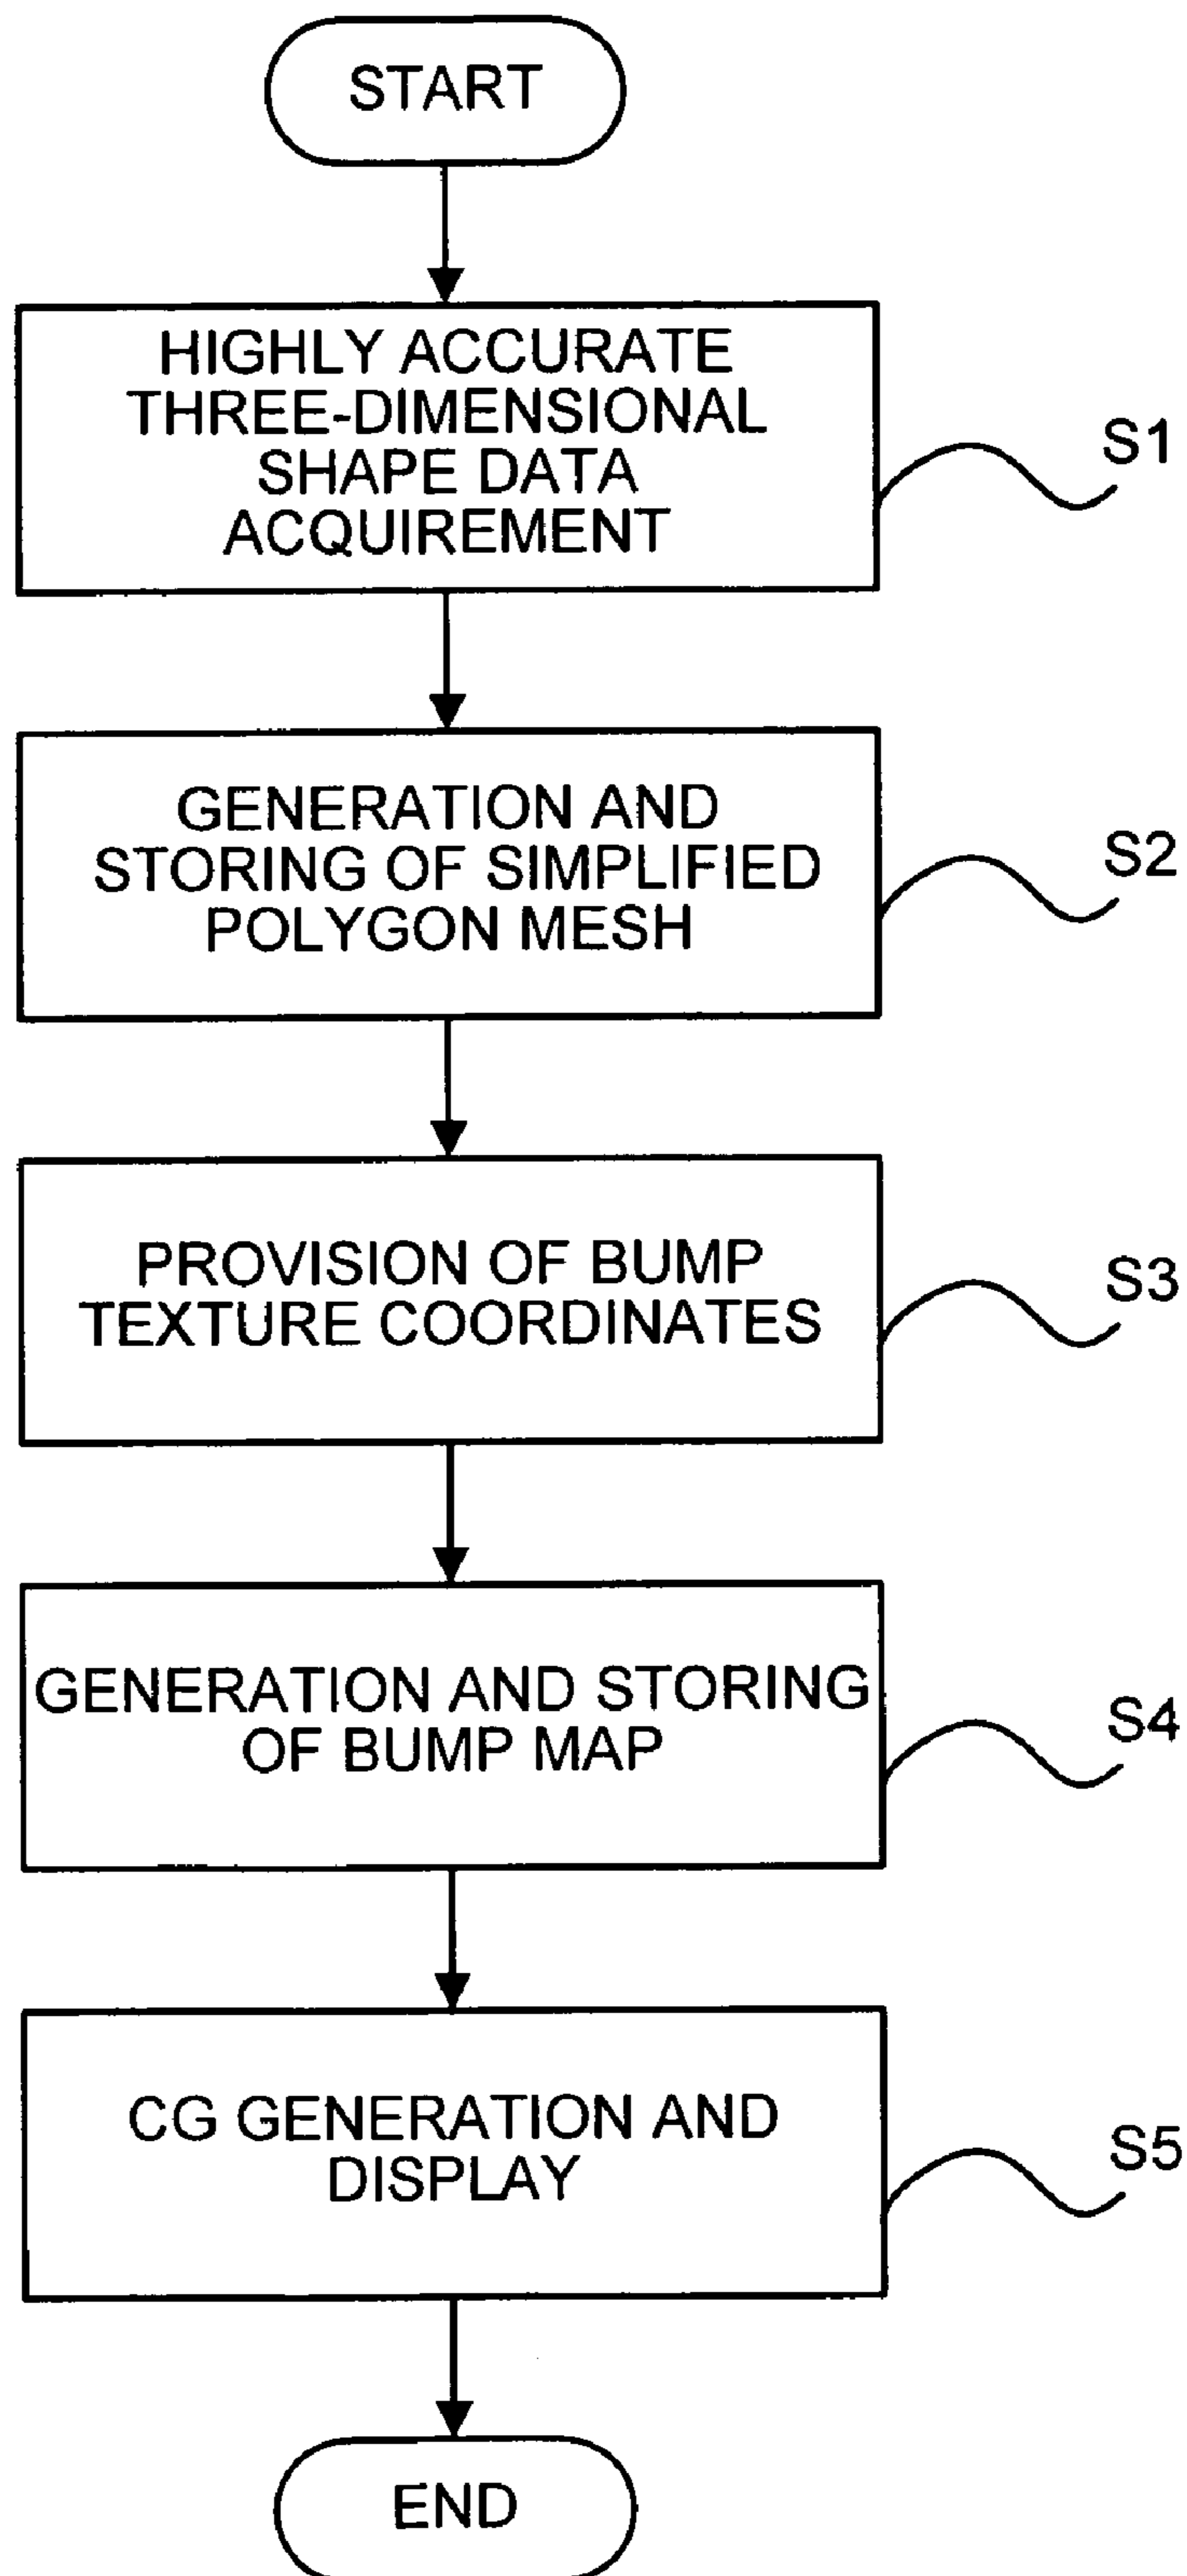 START
HIGHLY ACCURATE
THREE-DIMENSIONAL
SHAPE DATA
ACQUIREMENT
S1
GENERATION AND
STORING OF SIMPLIFIED
POLYGON MESH
S2
PROVISION OF BUMP
TEXTURE COORDINATES
S3
GENERATION AND STORING
OF BUMP MAP
S4
CG GENERATION AND
DISPLAY
S5
END